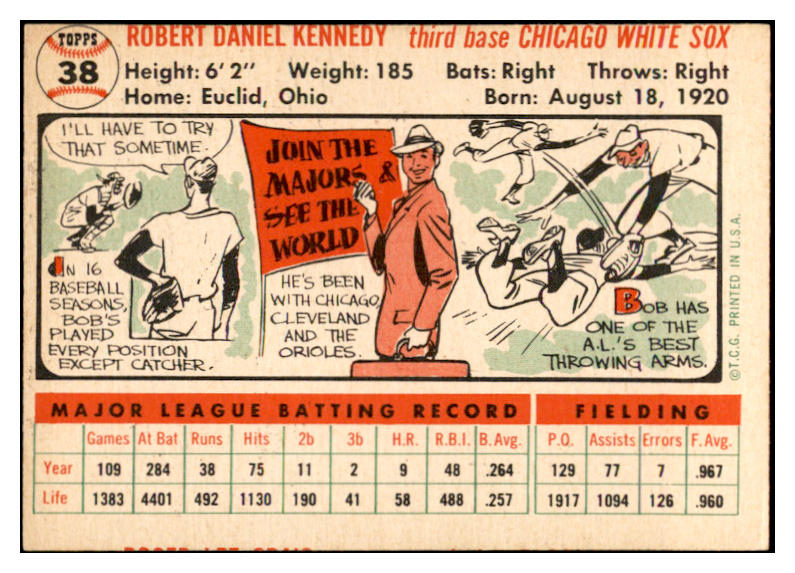 TOPPS
38
ROBERT DANIEL KENNEDY third base CHICAGO WHITE SOX
Height: 6' 2" Weight: 185 Bats: Right Throws: Right
Home: Euclid, Ohio Born: August 18, 1920
I'LL HAVE TO TRY
THAT SOMETIME.
IN 16
BASEBALL
SEASONS,
BOB'S
PLAYED
EVERY POSITION
EXCEPT CATCHER.
JOIN THE
MAJORS &
SEE THE
WORLD
HE'S BEEN
WITH CHICAGO,
CLEVELAND
AND THE
ORIOLES.
BOB HAS
ONE OF THE
A.L.'S BEST
THROWING ARMS.
©T.C.G. PRINTED IN U.S.A.
MAJOR LEAGUE BATTING RECORD FIELDING
Games At Bat Runs Hits 2b 3b H.R. R.B.I. B. Avg. P.O. Assists Errors F. Avg.
Year 109 284 38 75 11 2 9 48 .264 129 77 7 .967
Life 1383 4401 492 1130 190 41 58 488 .257 1917 1094 126 .960